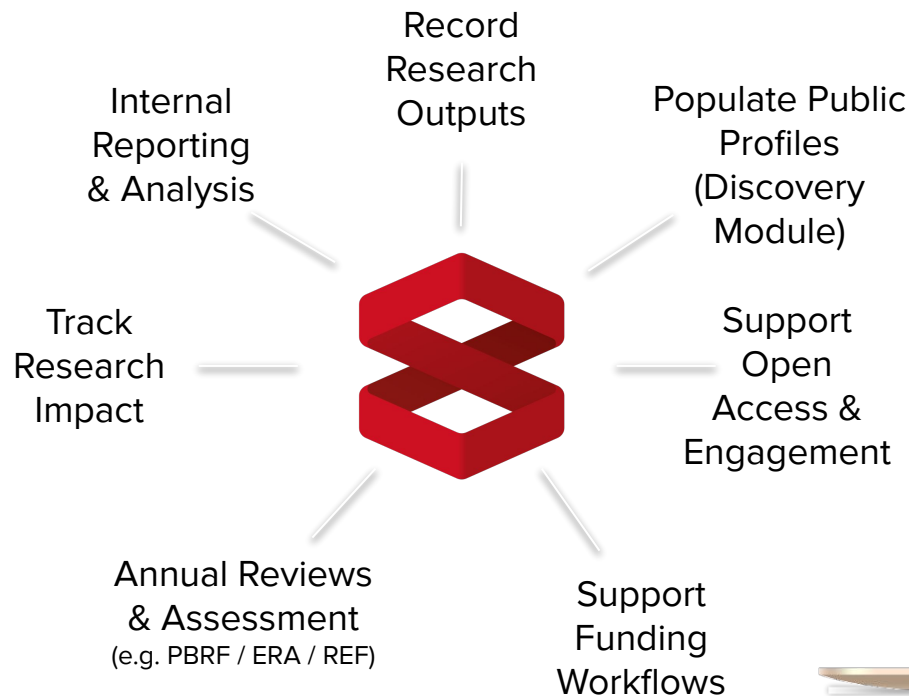 Record
Research
Outputs
Populate Public
Profiles
(Discovery
Module)
Support
Open
Access &
Engagement
Support
Funding
Workflows
Annual Reviews
& Assessment
(e.g. PBRF / ERA / REF)
Track
Research
Impact
Internal
Reporting
& Analysis